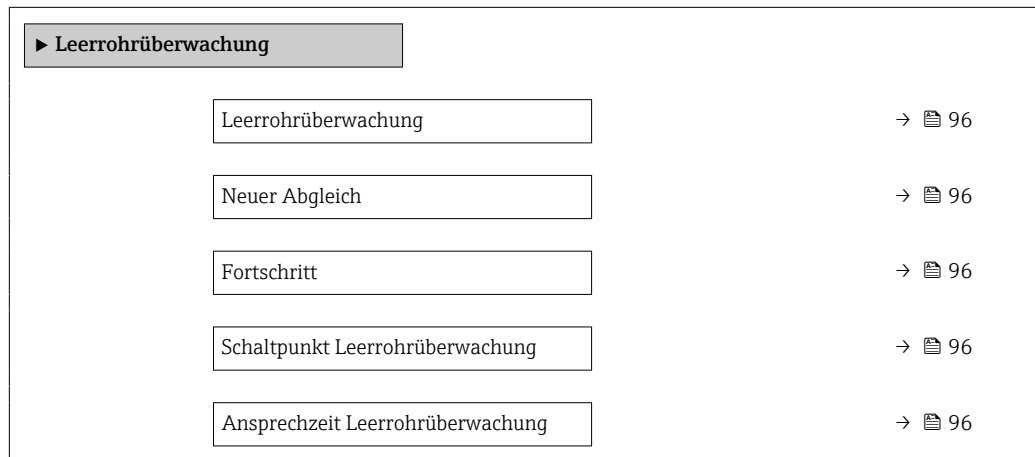 ▶ Leerrohrüberwachung
Leerrohrüberwachung → 96
Neuer Abgleich → 96
Fortschritt → 96
Schaltpunkt Leerrohrüberwachung → 96
Ansprechzeit Leerrohrüberwachung → 96